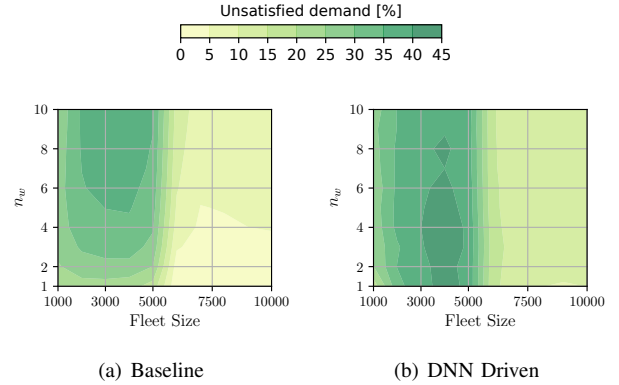 Unsatisfied demand [%]
0 5 10 15 20 25 30 35 40 45
10
8
6
4
2
1
n_w
1000 3000 5000 7500 10000
Fleet Size
(a) Baseline
10
8
6
4
2
1
n_w
1000 3000 5000 7500 10000
Fleet Size
(b) DNN Driven